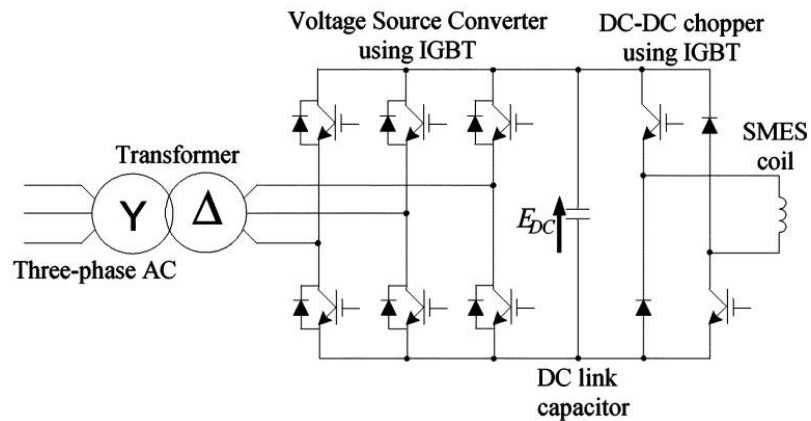 Voltage Source Converter
using IGBT
DC-DC chopper
using IGBT
SMES
coil
Transformer
Y
Δ
E_DC
Three-phase AC
DC link
capacitor